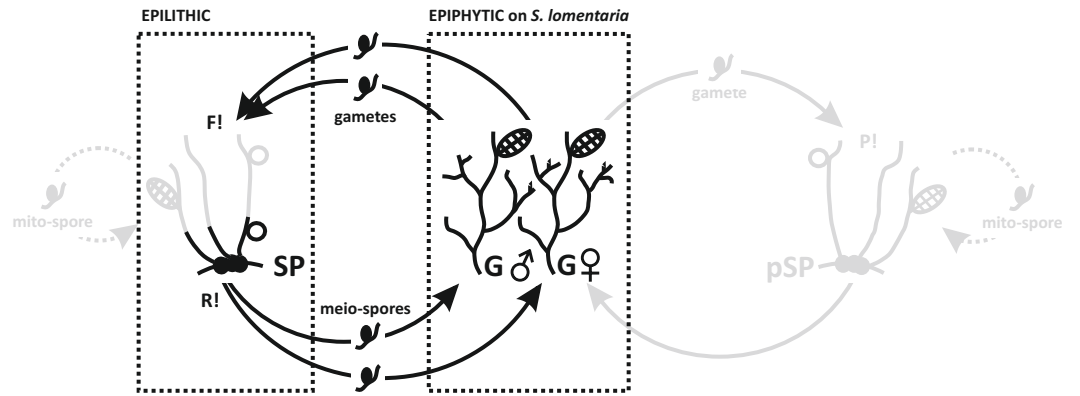 EPILITHIC
EPIPHYTIC on S. lomentaria
gamete
gametes
F!
P!
mito-spore
mito-spore
SP
G ♂
G♀
pSP
R!
meio-spores